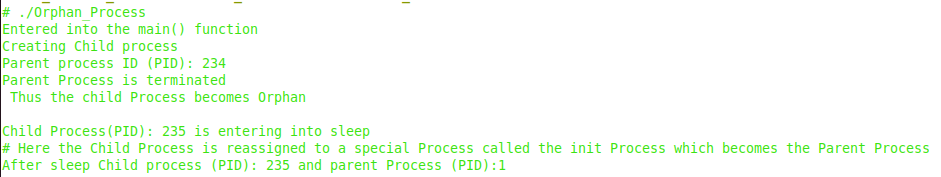 # ./Orphan_Process
Entered into the main() function
Creating Child process
Parent process ID (PID): 234
Parent Process is terminated
 Thus the child Process becomes Orphan

Child Process(PID): 235 is entering into sleep
# Here the Child Process is reassigned to a special Process called the init Process which becomes the Parent Process
After sleep Child process (PID): 235 and parent Process (PID):1